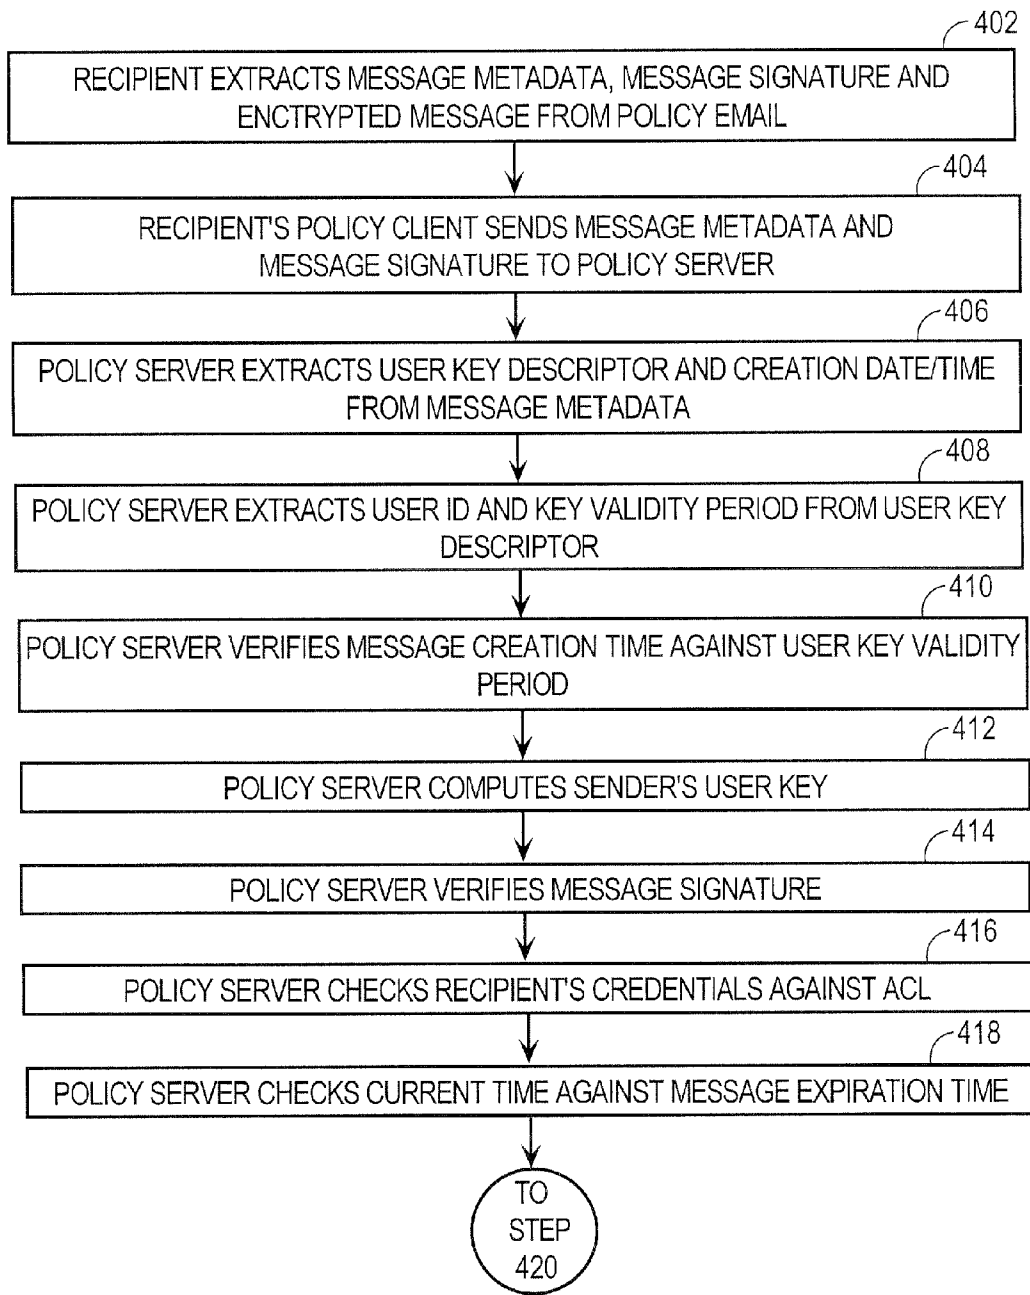 402
RECIPIENT EXTRACTS MESSAGE METADATA, MESSAGE SIGNATURE AND
ENCTRYPTED MESSAGE FROM POLICY EMAIL
404
RECIPIENT'S POLICY CLIENT SENDS MESSAGE METADATA AND
MESSAGE SIGNATURE TO POLICY SERVER
406
POLICY SERVER EXTRACTS USER KEY DESCRIPTOR AND CREATION DATE/TIME
FROM MESSAGE METADATA
408
POLICY SERVER EXTRACTS USER ID AND KEY VALIDITY PERIOD FROM USER KEY
DESCRIPTOR
410
POLICY SERVER VERIFIES MESSAGE CREATION TIME AGAINST USER KEY VALIDITY
PERIOD
412
POLICY SERVER COMPUTES SENDER'S USER KEY
414
POLICY SERVER VERIFIES MESSAGE SIGNATURE
416
POLICY SERVER CHECKS RECIPIENT'S CREDENTIALS AGAINST ACL
418
POLICY SERVER CHECKS CURRENT TIME AGAINST MESSAGE EXPIRATION TIME
TO
STEP
420